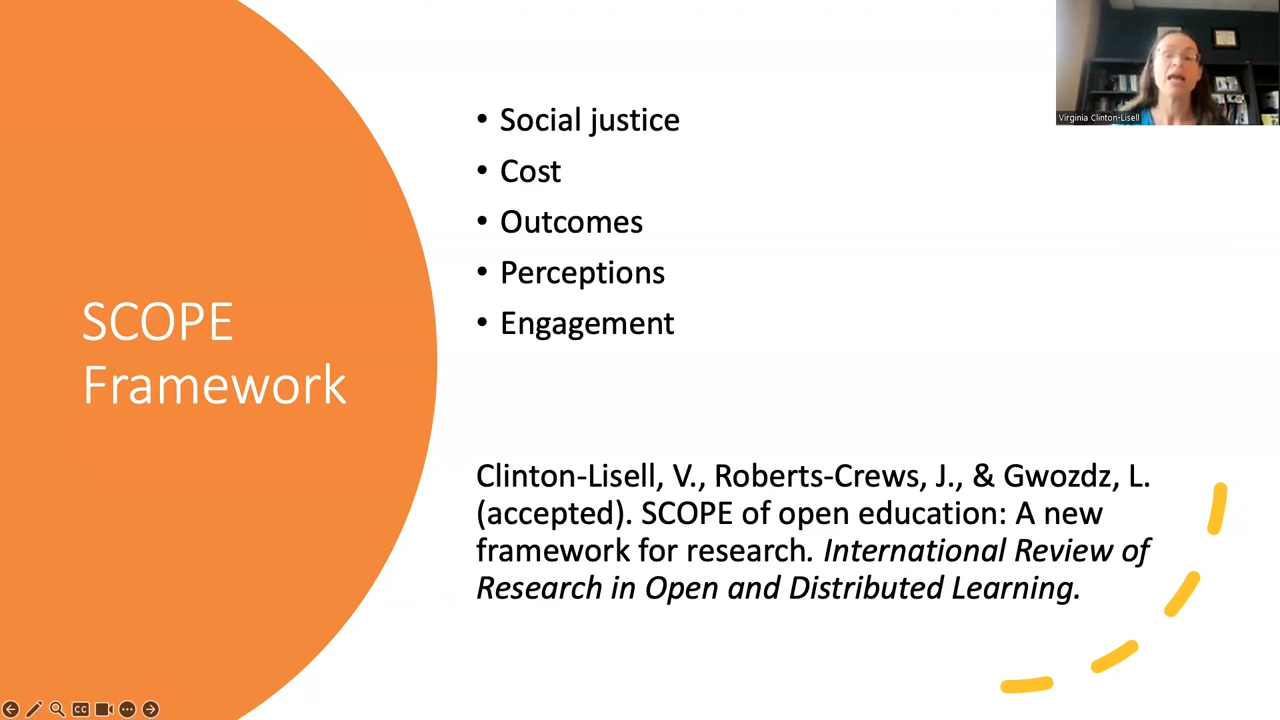 SCOPE
Framework
• Social justice
• Cost
• Outcomes
• Perceptions
• Engagement
Clinton-Lisell, V., Roberts-Crews, J., & Gwozdz, L.
(accepted). SCOPE of open education: A new
framework for research. International Review of
Research in Open and Distributed Learning.
Virginia Clinton-Lisell
CC